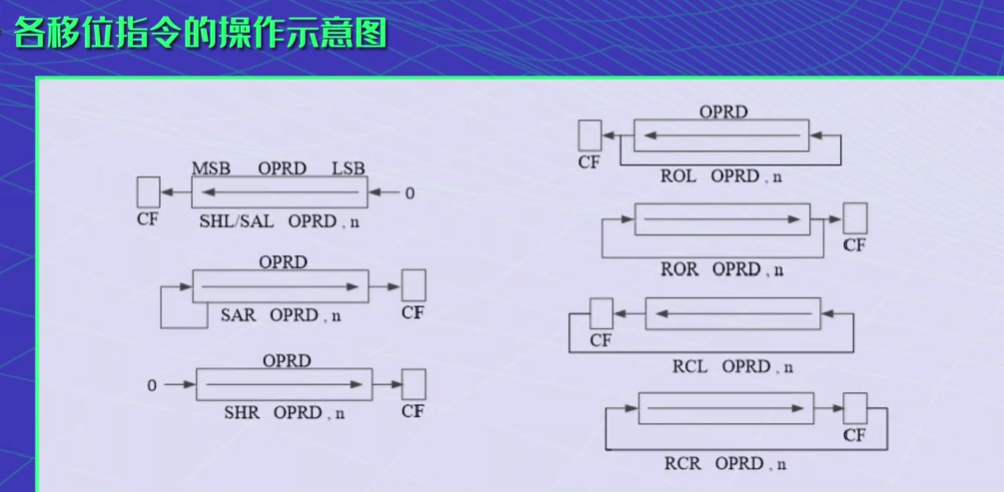 各移位指令的操作示意图
MSB OPRD LSB
0
CF
SHL/SAL OPRD , n
OPRD
SAR OPRD , n
CF
OPRD
0
SHR OPRD , n
CF
OPRD
CF
ROL OPRD , n
CF
ROR OPRD , n
CF
RCL OPRD , n
CF
RCR OPRD , n